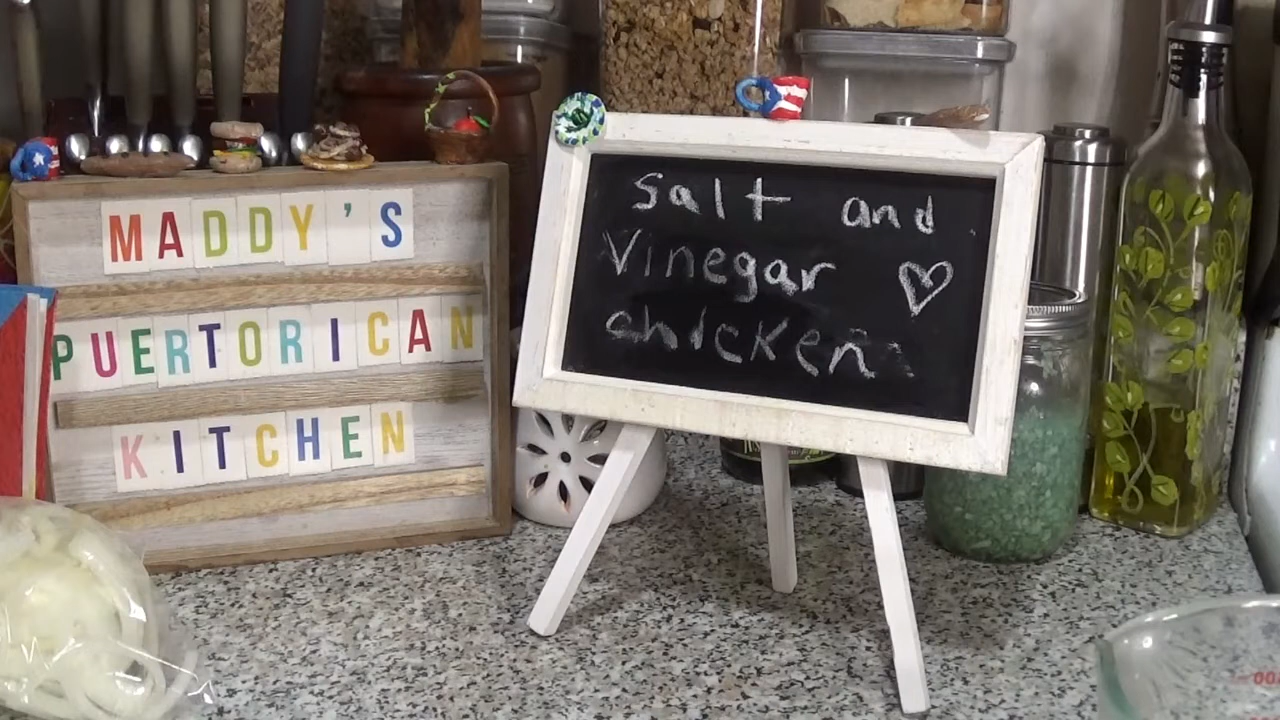 MADDY'S
PUERTORICAN
KITCHEN
Salt and
Vinegar
chicken